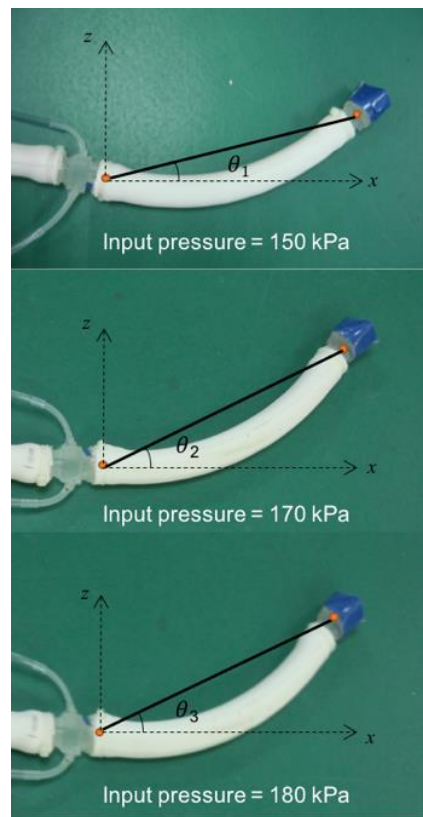 z
θ1
x
Input pressure = 150 kPa
z
θ2
x
Input pressure = 170 kPa
z
θ3
x
Input pressure = 180 kPa